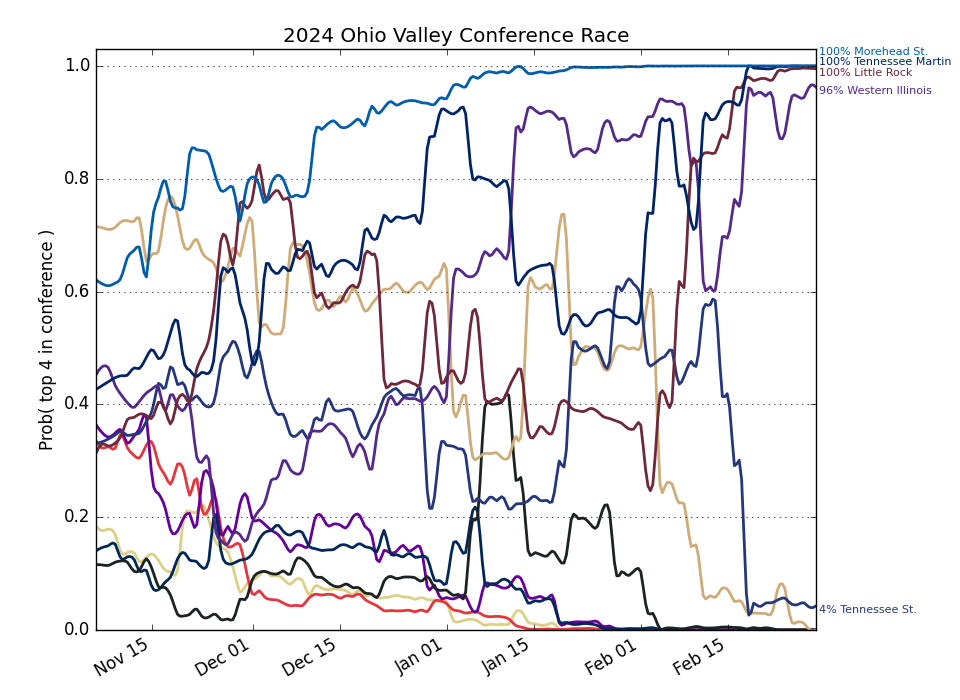 2024 Ohio Valley Conference Race
100% Morehead St.
100% Tennessee Martin
100% Little Rock
96% Western Illinois
4% Tennessee St.
Prob( top 4 in conference )
1.0
0.8
0.6
0.4
0.2
0.0
Nov 15
Dec 01
Dec 15
Jan 01
Jan 15
Feb 01
Feb 15